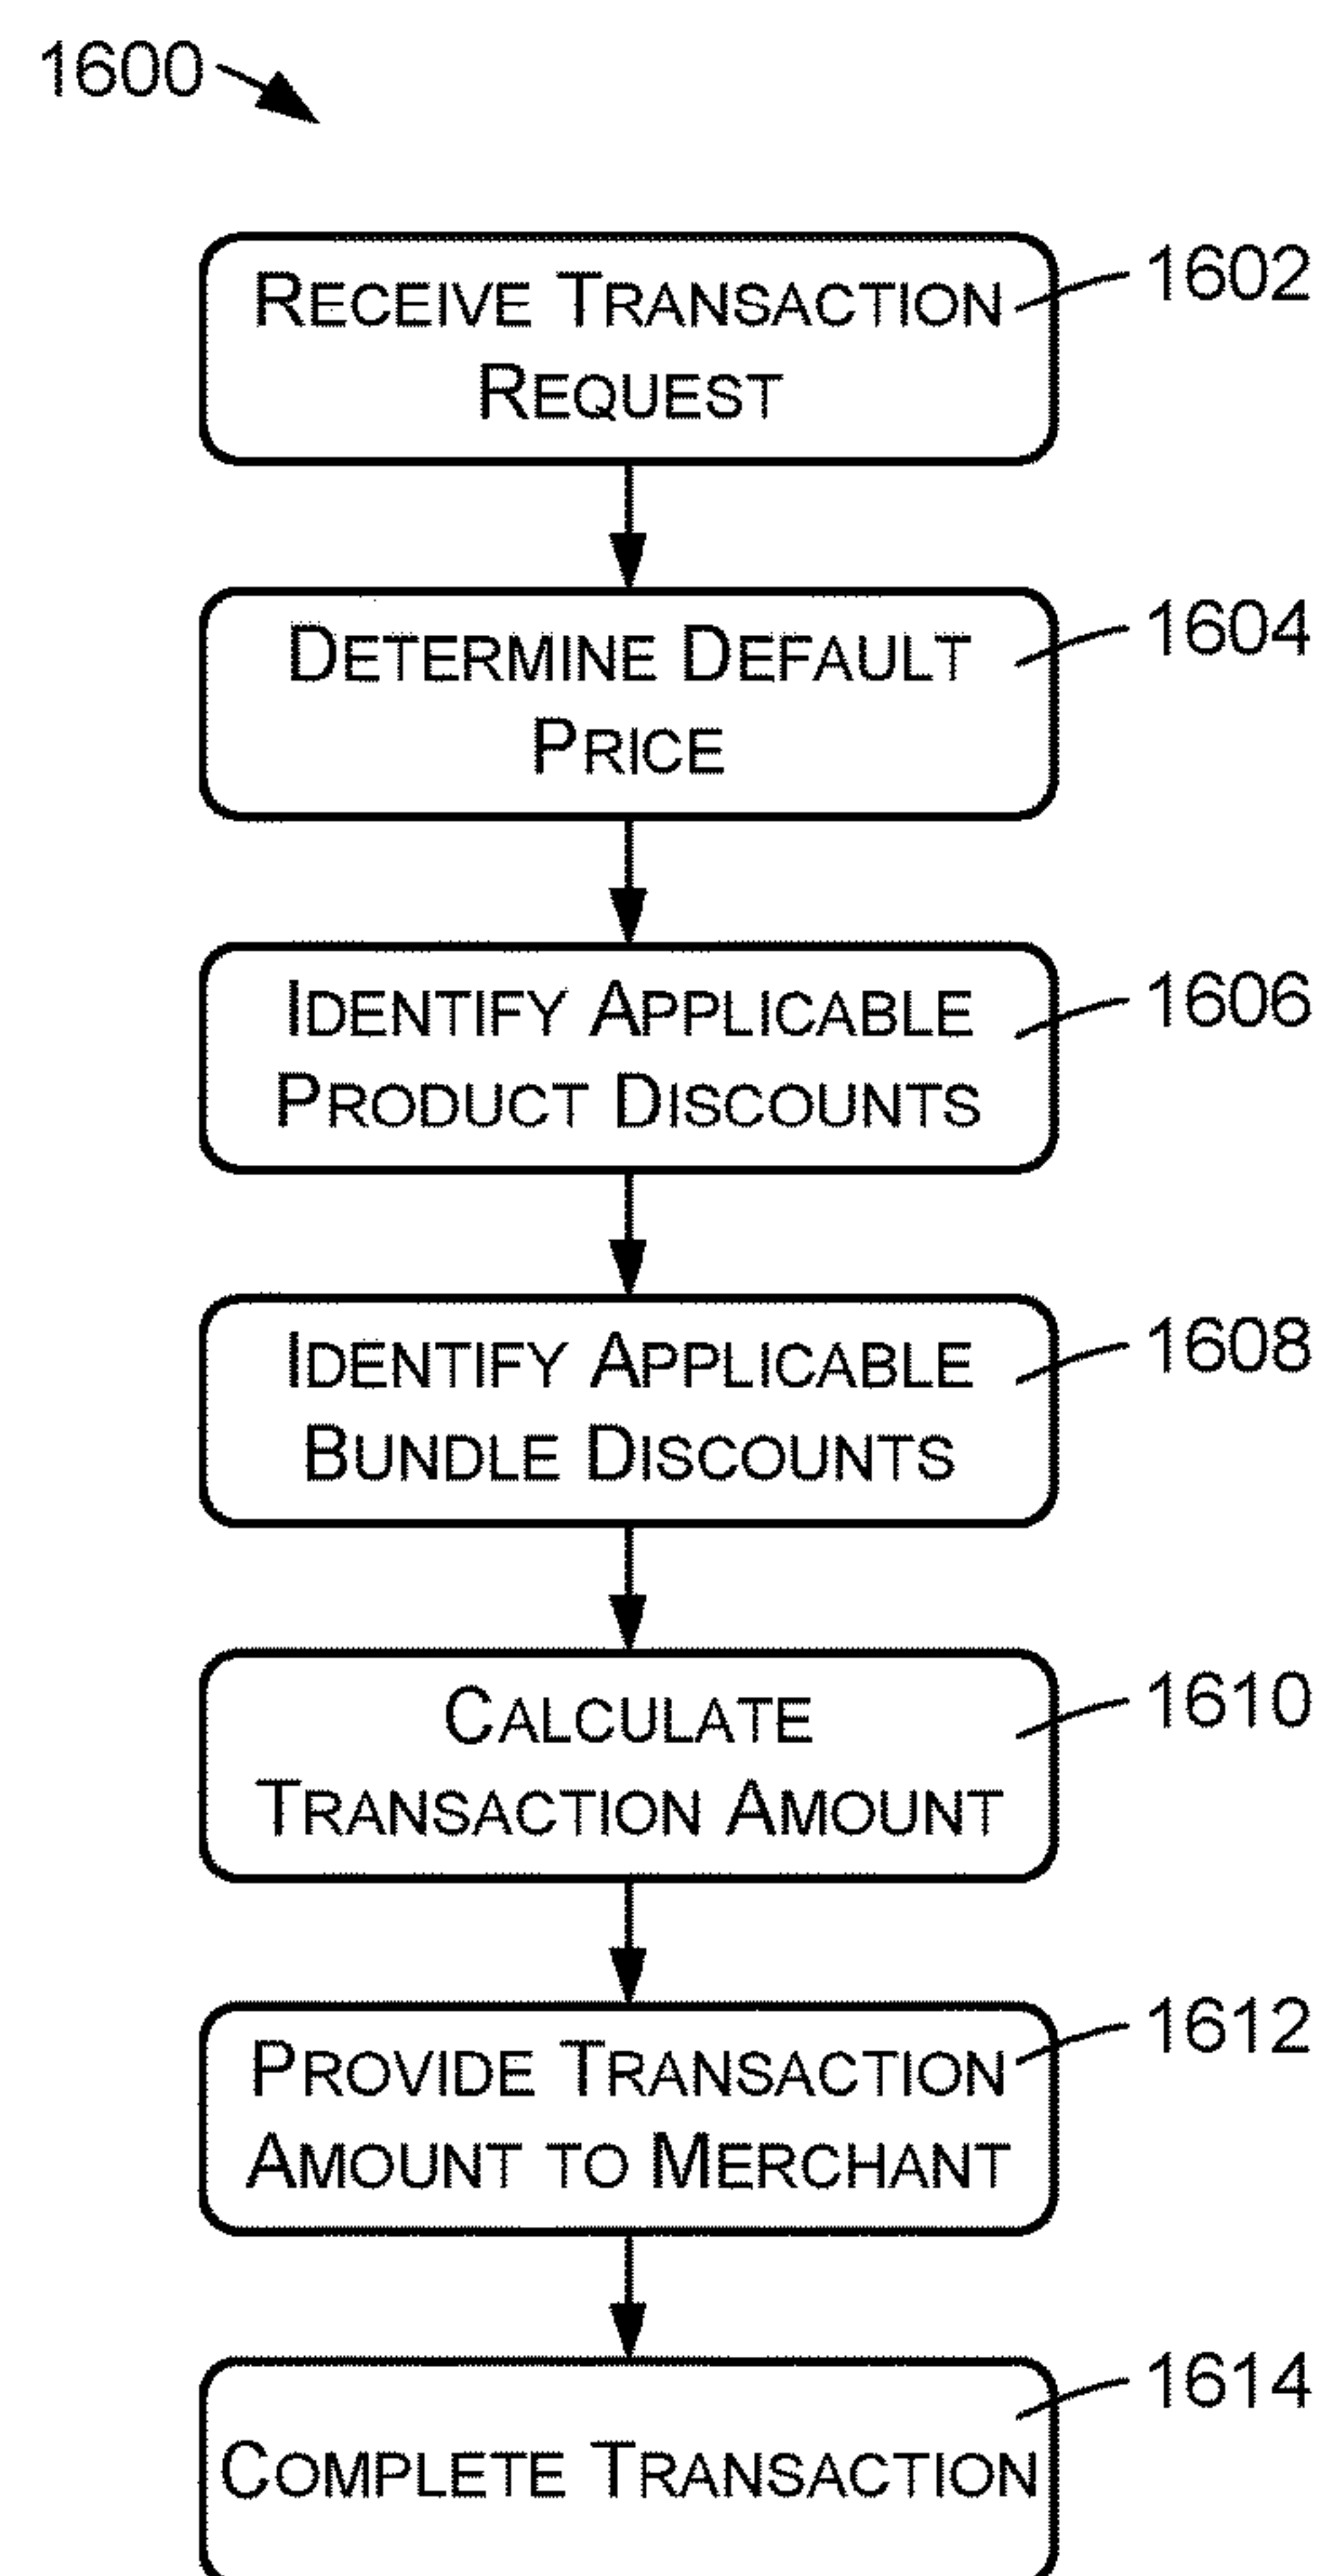 1600
RECEIVE TRANSACTION
REQUEST
1602
DETERMINE DEFAULT
PRICE
1604
IDENTIFY APPLICABLE
PRODUCT DISCOUNTS
1606
IDENTIFY APPLICABLE
BUNDLE DISCOUNTS
1608
CALCULATE
TRANSACTION AMOUNT
1610
PROVIDE TRANSACTION
AMOUNT TO MERCHANT
1612
COMPLETE TRANSACTION
1614